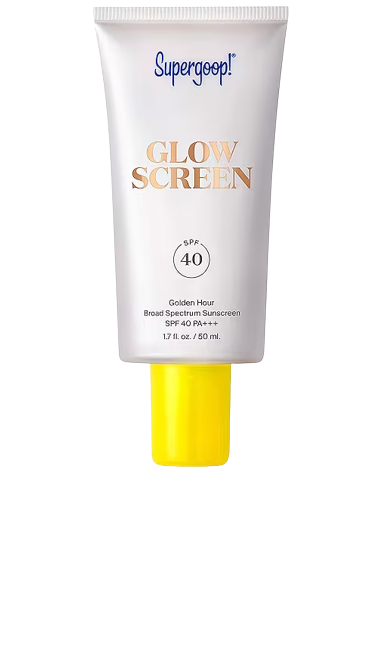 Supergoop!®
GLOW
SCREEN
SPF
40
Golden Hour
Broad Spectrum Sunscreen
SPF 40 PA+++
1.7 fl. oz. / 50 ml.